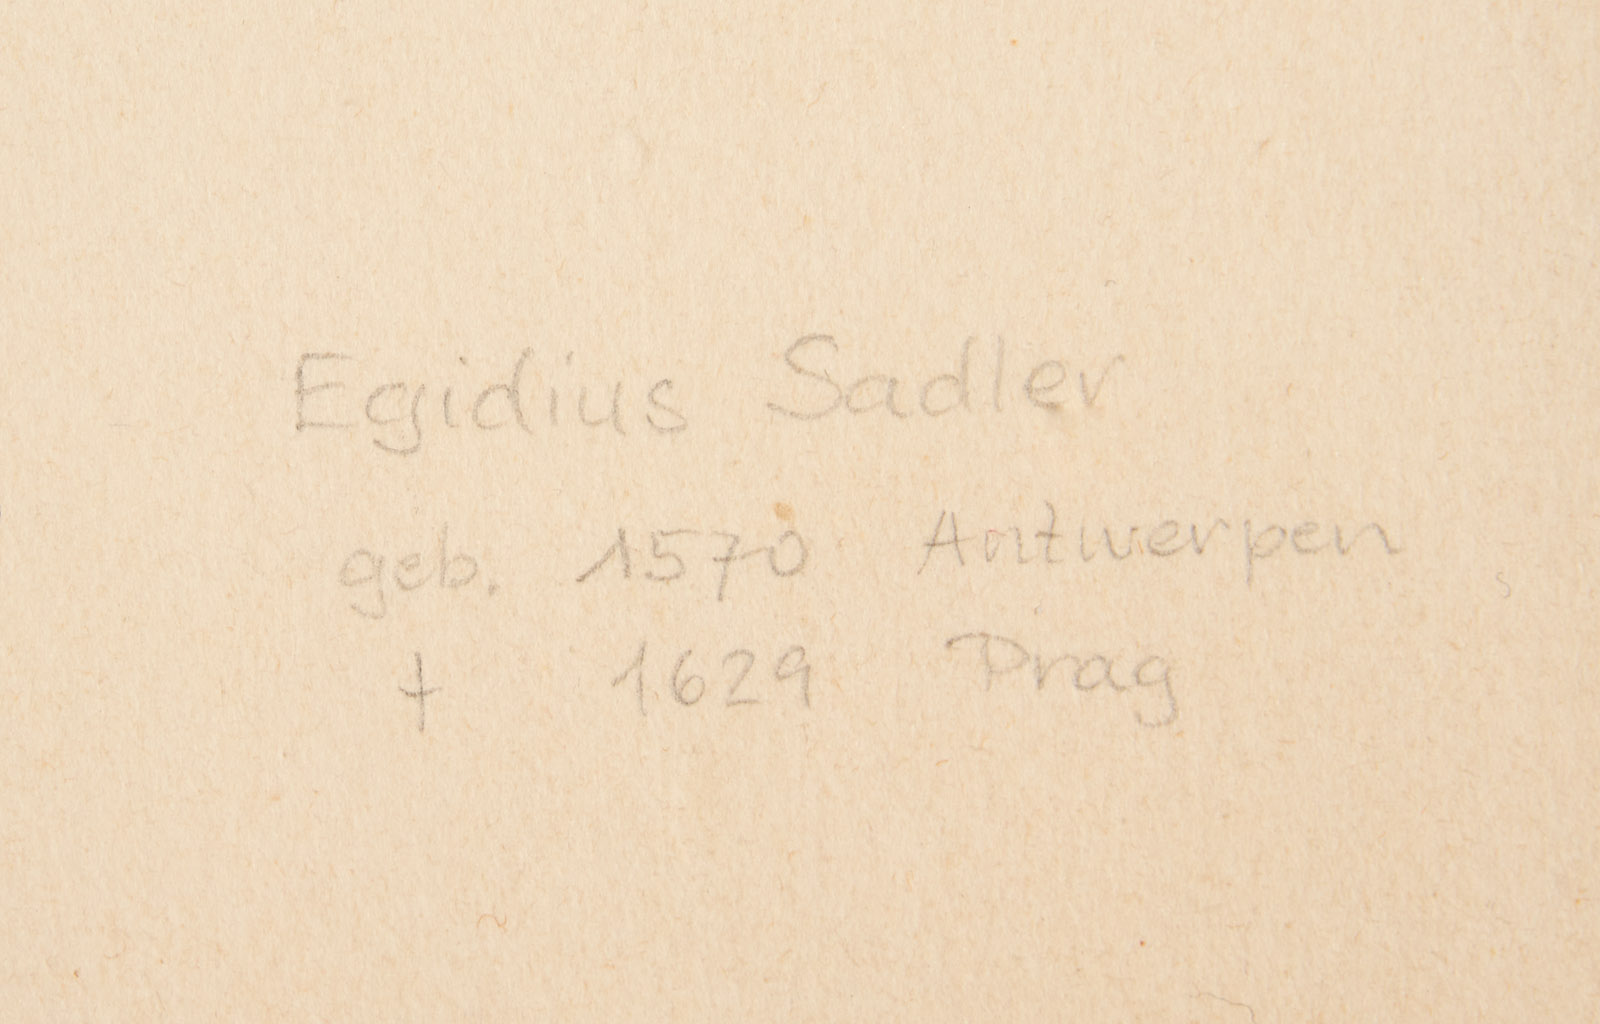 Egidius Sadler
geb. 1570 Antwerpen
† 1629 Prag